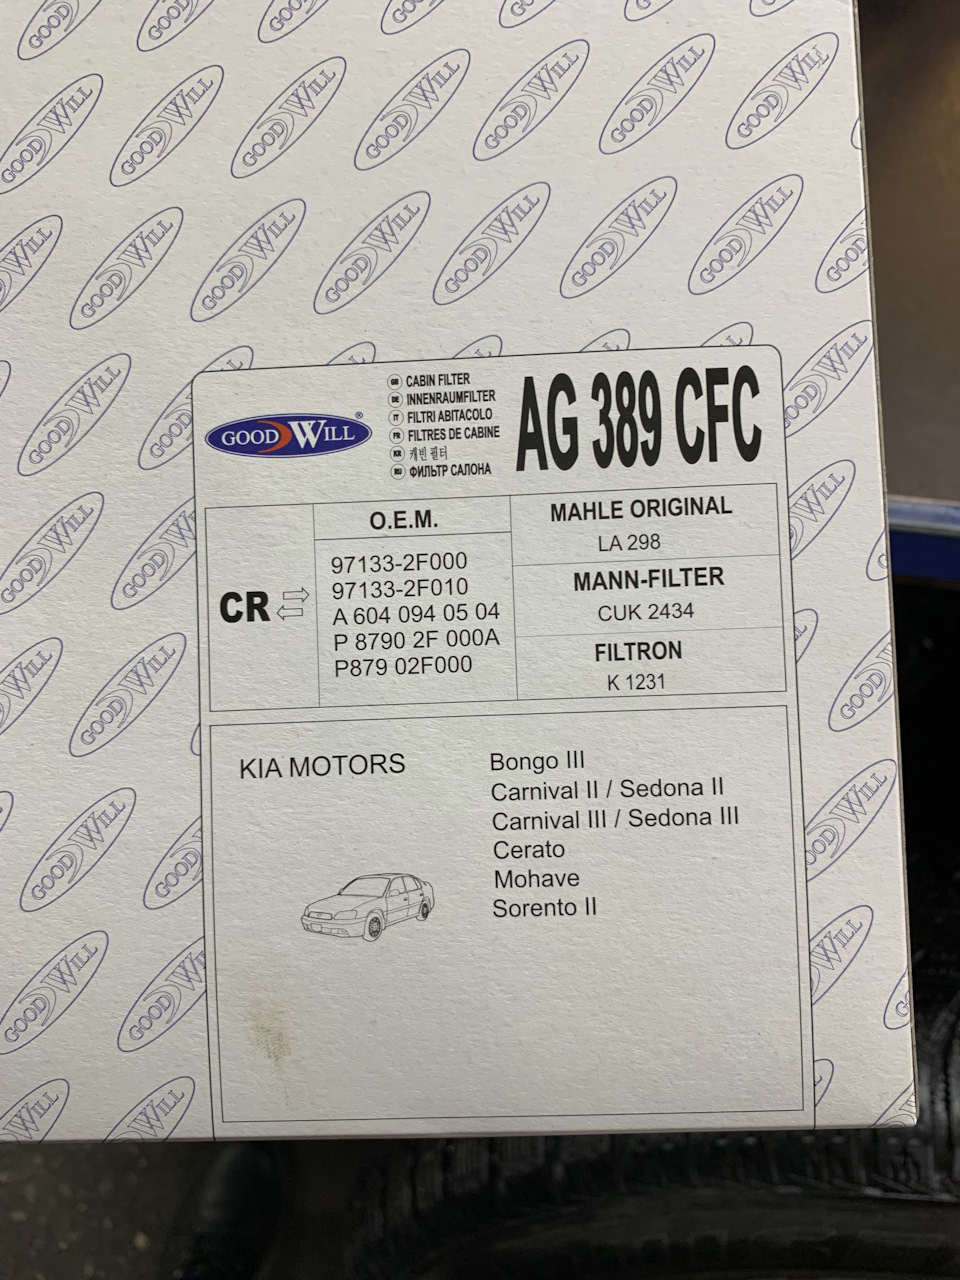 GOOD WILL®
GB CABIN FILTER
DE INNENRAUMFILTER
IT FILTRI ABITACOLO
FR FILTRES DE CABINE
KR 캐빈 필터
RU ФИЛЬТР САЛОНА
AG 389 CFC
CR
O.E.M.
97133-2F000
97133-2F010
A 604 094 05 04
P 8790 2F 000A
P879 02F000
MAHLE ORIGINAL
LA 298
MANN-FILTER
CUK 2434
FILTRON
K 1231
KIA MOTORS
Bongo III
Carnival II / Sedona II
Carnival III / Sedona III
Cerato
Mohave
Sorento II